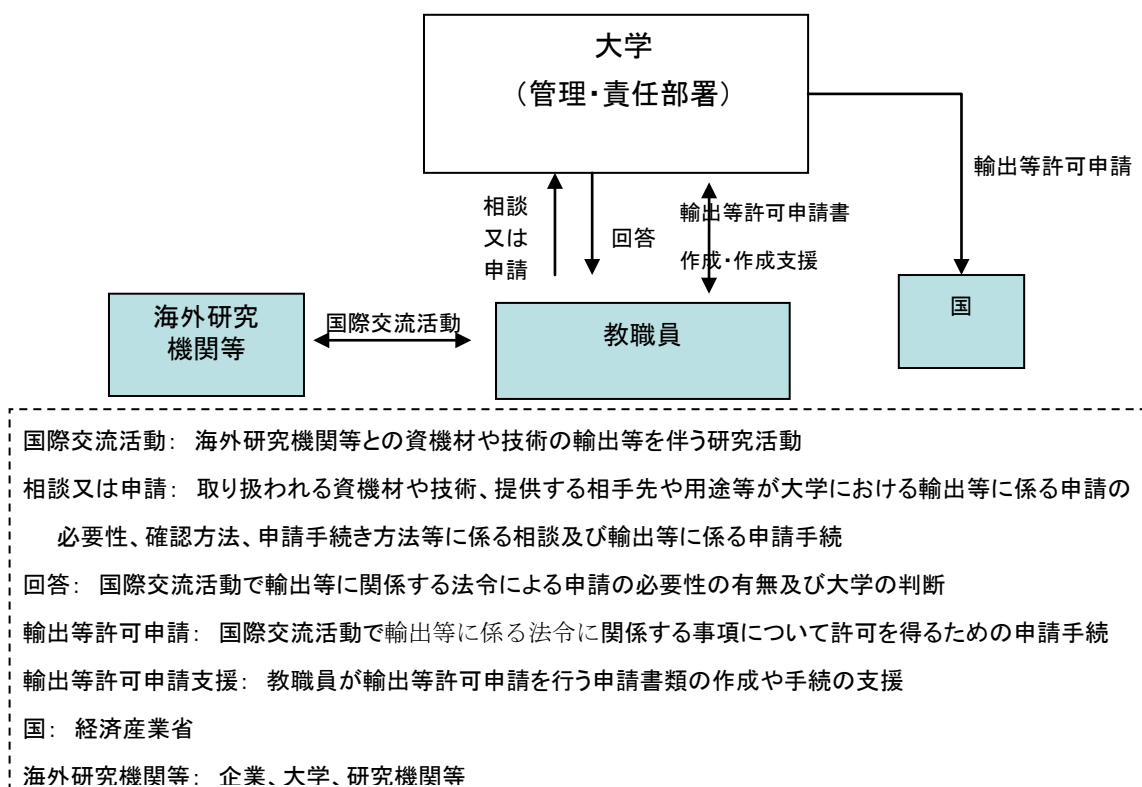 大学
（管理・責任部署）
輸出等許可申請
相談
又は
申請
回答
輸出等許可申請書
作成・作成支援
海外研究
機関等
国際交流活動
教職員
国
国際交流活動： 海外研究機関等との資機材や技術の輸出等を伴う研究活動
相談又は申請： 取り扱われる資機材や技術、提供する相手先や用途等が大学における輸出等に係る申請の
必要性、確認方法、申請手続き方法等に係る相談及び輸出等に係る申請手続
回答： 国際交流活動で輸出等に関係する法令による申請の必要性の有無及び大学の判断
輸出等許可申請： 国際交流活動で輸出等に係る法令に関係する事項について許可を得るための申請手続
輸出等許可申請支援： 教職員が輸出等許可申請を行う申請書類の作成や手続の支援
国： 経済産業省
海外研究機関等： 企業、大学、研究機関等